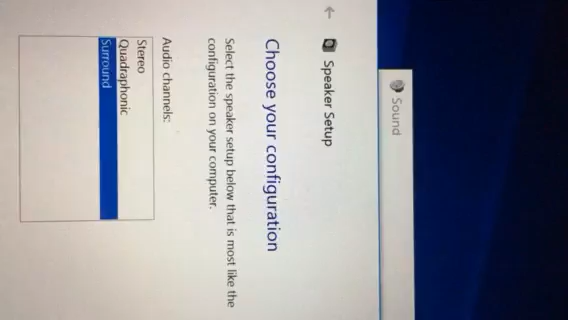 Sound
Speaker Setup
Choose your configuration
Select the speaker setup below that is most like the
configuration on your computer.
Audio channels:
Stereo
Quadraphonic
Surround